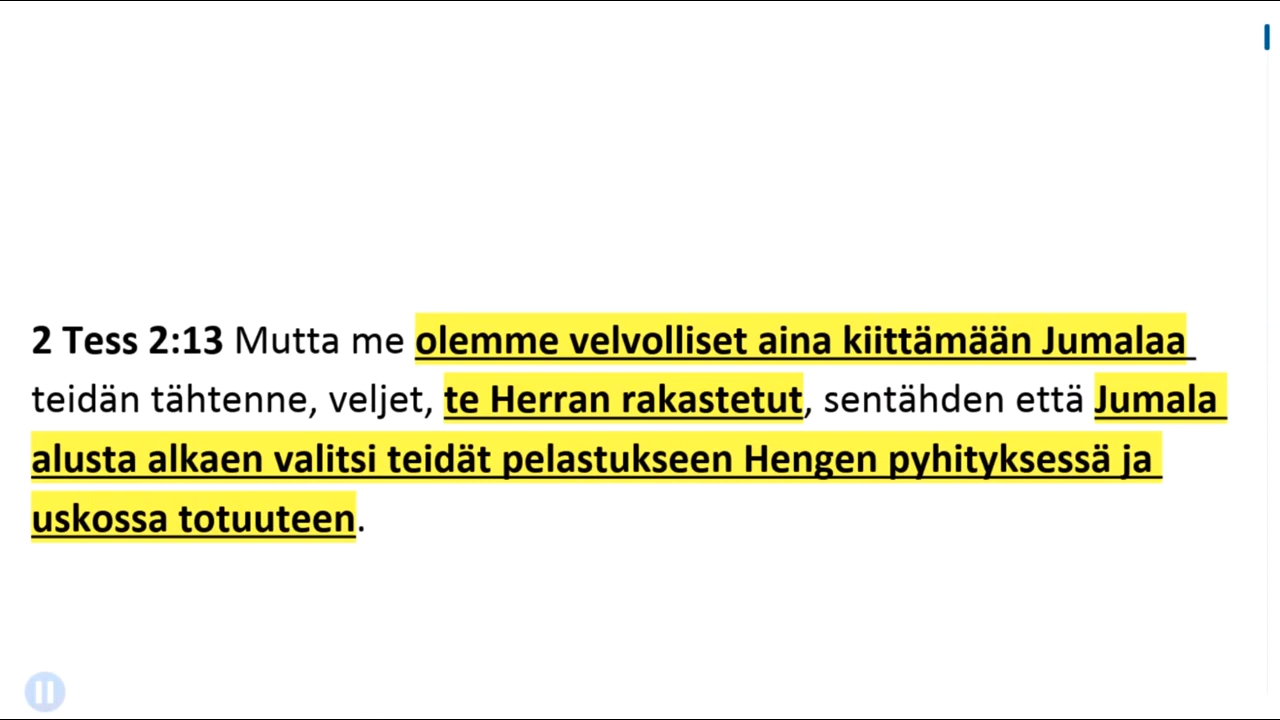 2 Tess 2:13 Mutta me olemme velvolliset aina kiittämään Jumalaa
teidän tähtenne, veljet, te Herran rakastetut, sentähden että Jumala
alusta alkaen valitsi teidät pelastukseen Hengen pyhityksessä ja
uskossa totuuteen.